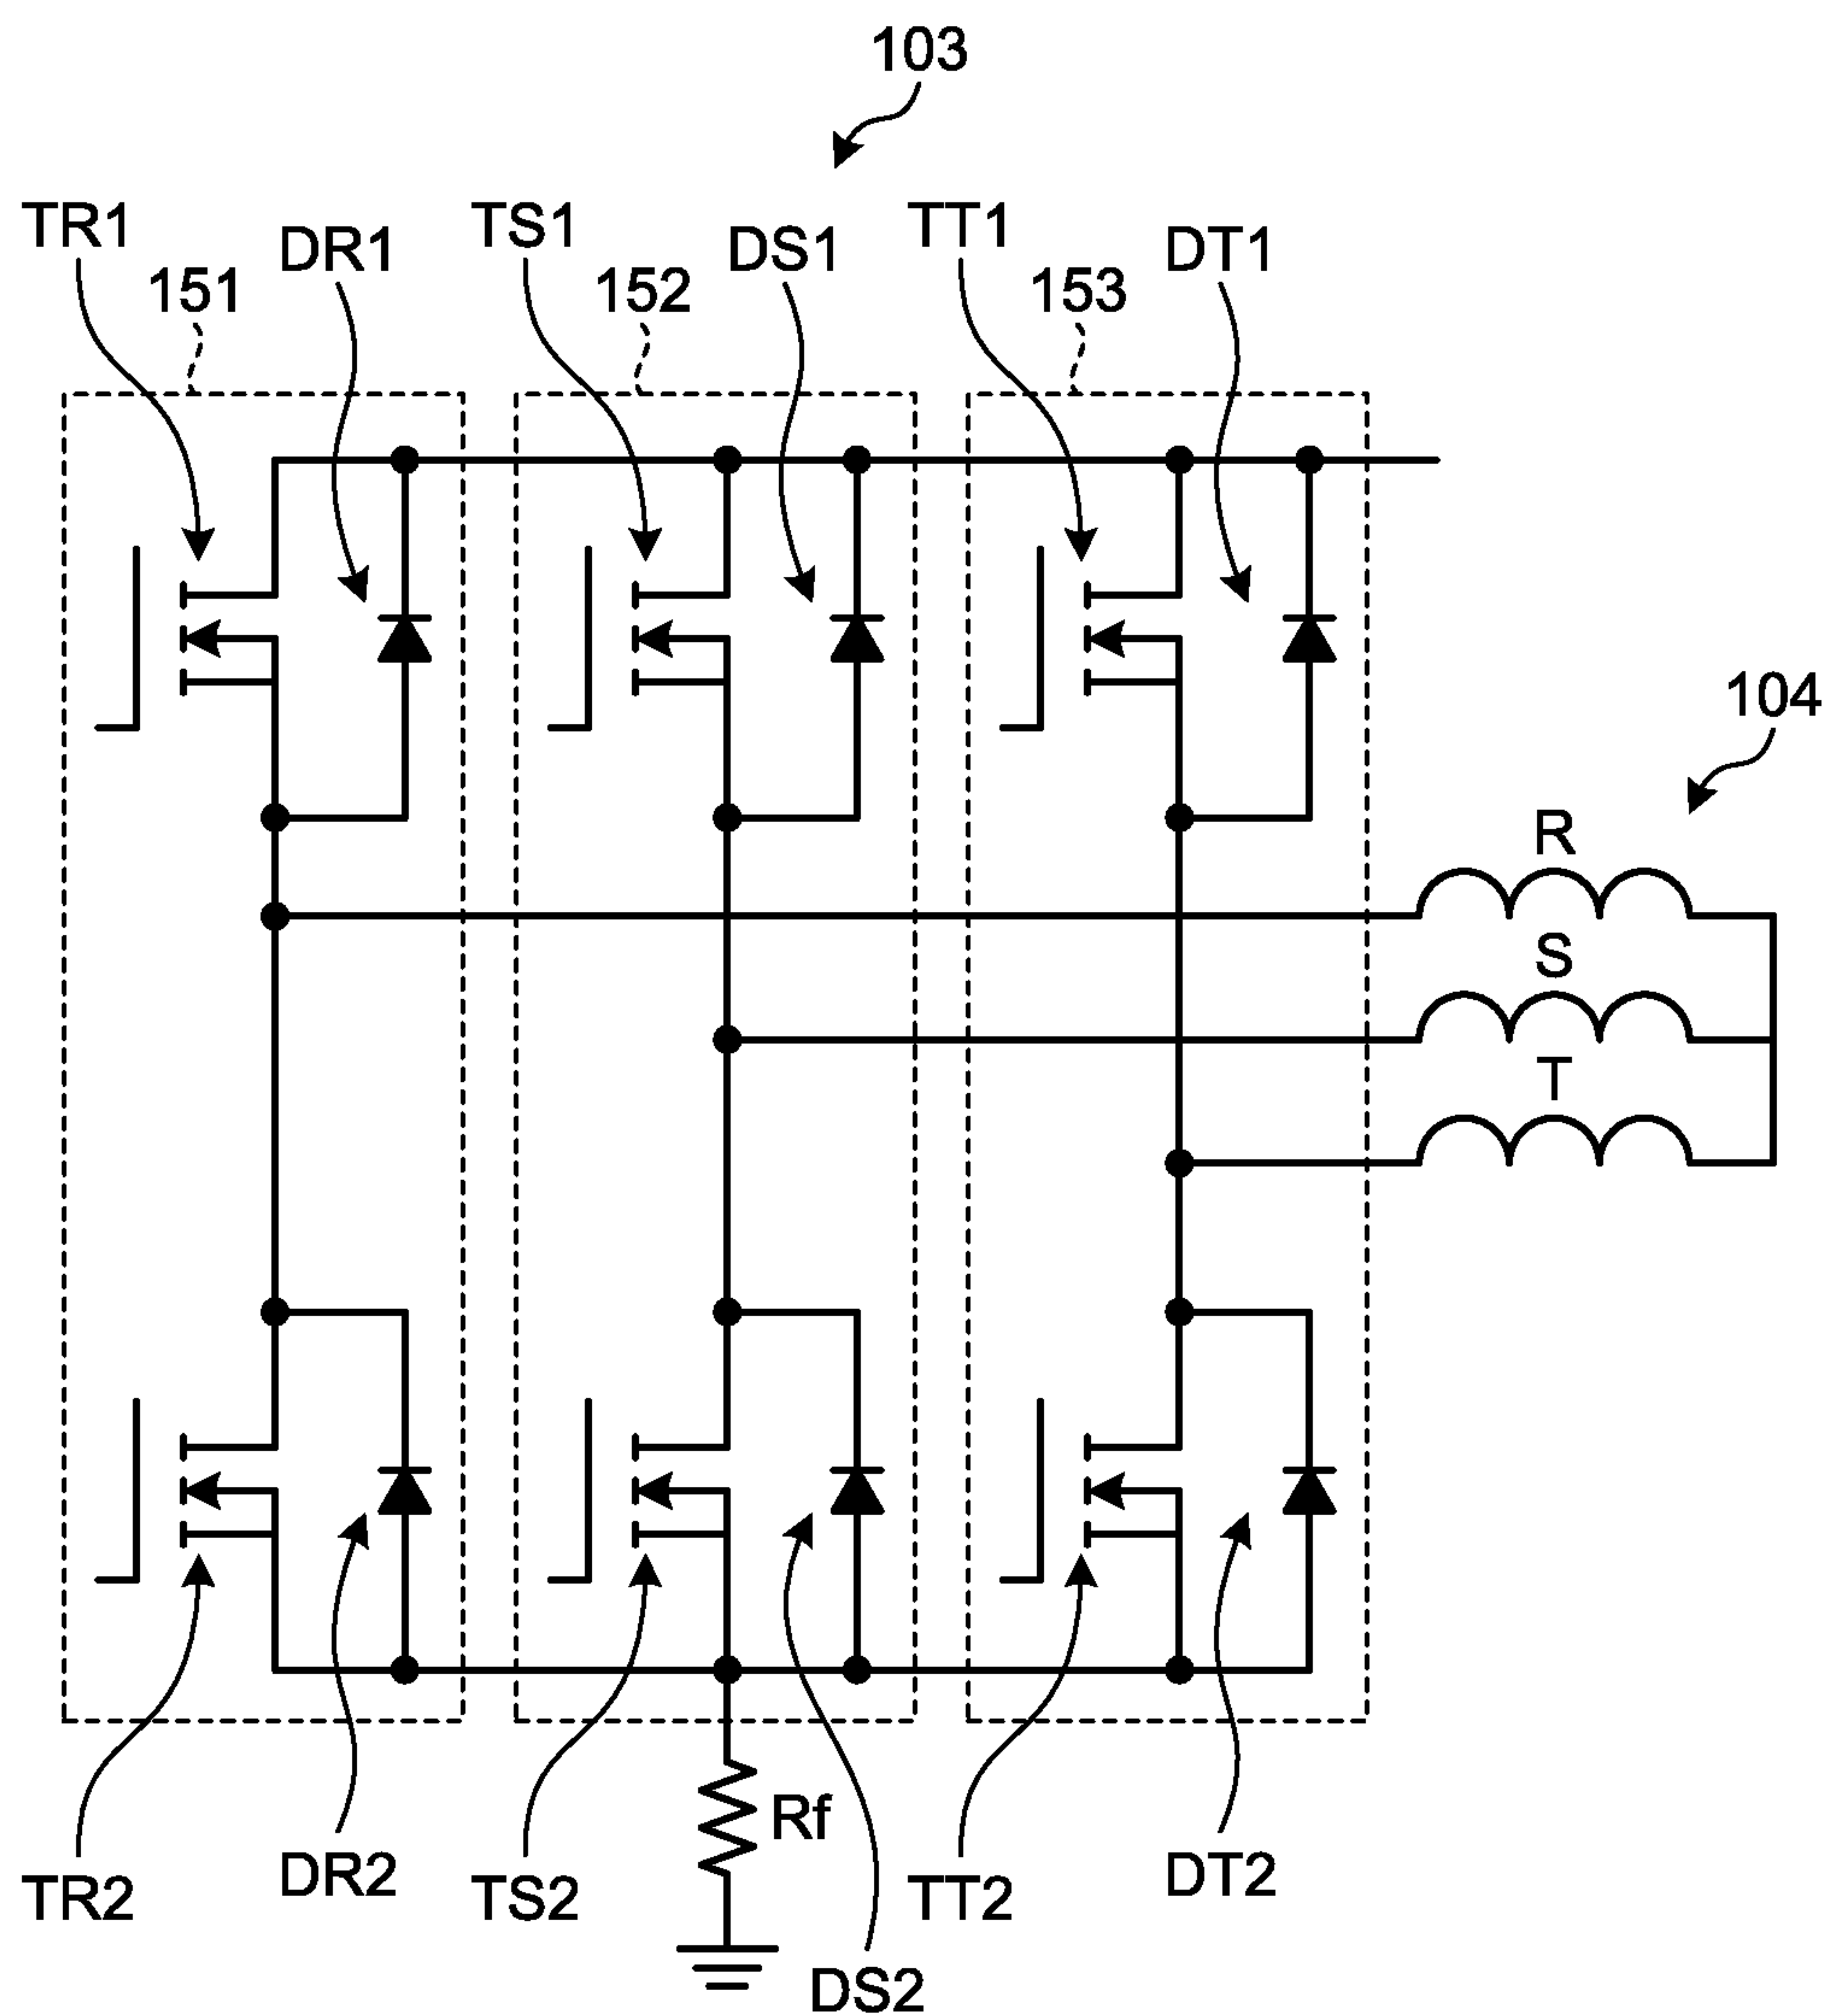 103
TR1
TS1
TT1
DR1
DS1
DT1
151
152
153
104
R
S
T
Rf
TR2
DR2
TS2
TT2
DT2
DS2